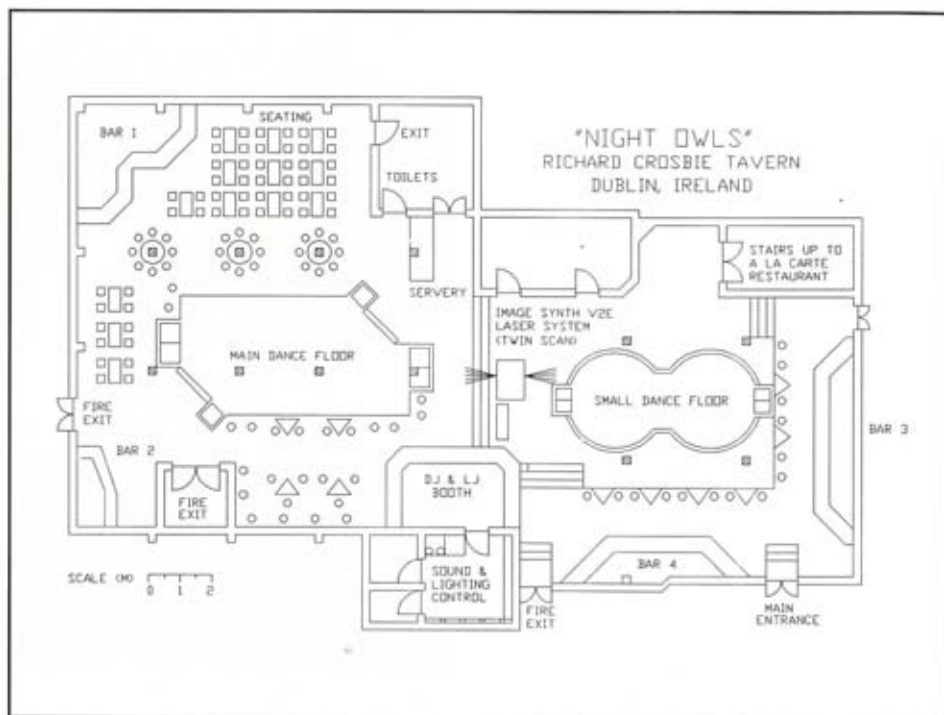 "NIGHT OWLS"
RICHARD CROSBIE TAVERN
DUBLIN, IRELAND
BAR 1
SEATING
EXIT
TOILETS
STAIRS UP TO
A LA CARTE
RESTAURANT
SERVERY
IMAGE SYNTH V2E
LASER SYSTEM
(TWIN SCAN)
MAIN DANCE FLOOR
SMALL DANCE FLOOR
FIRE
EXIT
BAR 3
BAR 2
FIRE
EXIT
DJ & LJ
BOOTH
SCALE (M)
0 1 2
SOUND &
LIGHTING
CONTROL
BAR 4
FIRE
EXIT
MAIN
ENTRANCE